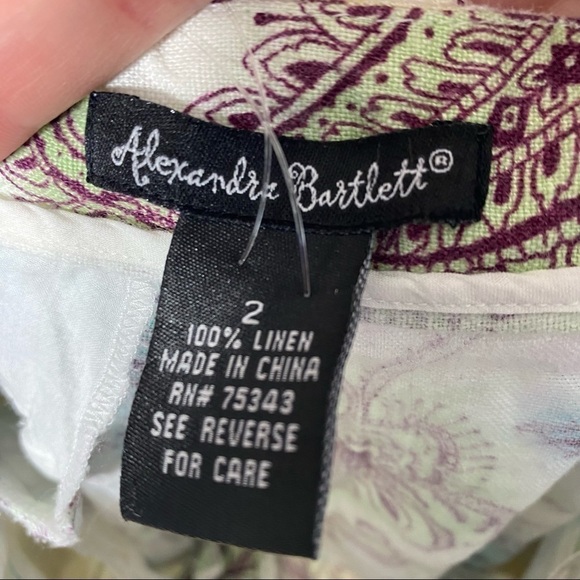 Alexandra Bartlett®
2
100% LINEN
MADE IN CHINA
RN# 75343
SEE REVERSE
FOR CARE